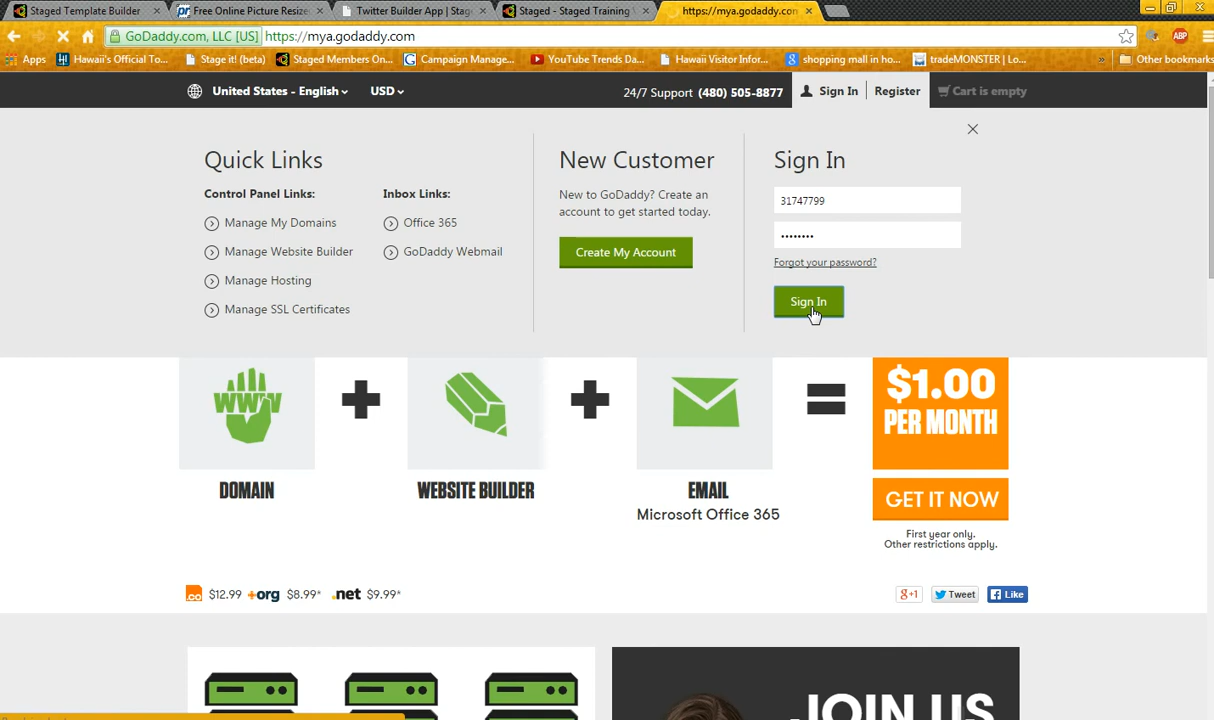 Staged Template Builder
Free Online Picture Resize
Twitter Builder App | Stag
Staged - Staged Training
https://mya.godaddy.com
GoDaddy.com, LLC [US] https://mya.godaddy.com
ABP
Apps
Hawaii's Official To...
Stage it! (beta)
Staged Members On...
Campaign Manage...
YouTube Trends Da...
Hawaii Visitor Infor...
shopping mall in ho...
tradeMONSTER | Lo...
Other bookmarks
United States - English
USD
24/7 Support (480) 505-8877
Sign In
Register
Cart is empty
Quick Links
Control Panel Links:
Manage My Domains
Manage Website Builder
Manage Hosting
Manage SSL Certificates
Inbox Links:
Office 365
GoDaddy Webmail
New Customer
New to GoDaddy? Create an
account to get started today.
Create My Account
Sign In
31747799
••••••••
Forgot your password?
Sign In
WWW
DOMAIN
WEBSITE BUILDER
EMAIL
Microsoft Office 365
$1.00
PER MONTH
GET IT NOW
First year only.
Other restrictions apply.
$12.99 +org $8.99* .net $9.99*
g+1
Tweet
Like
JOIN US